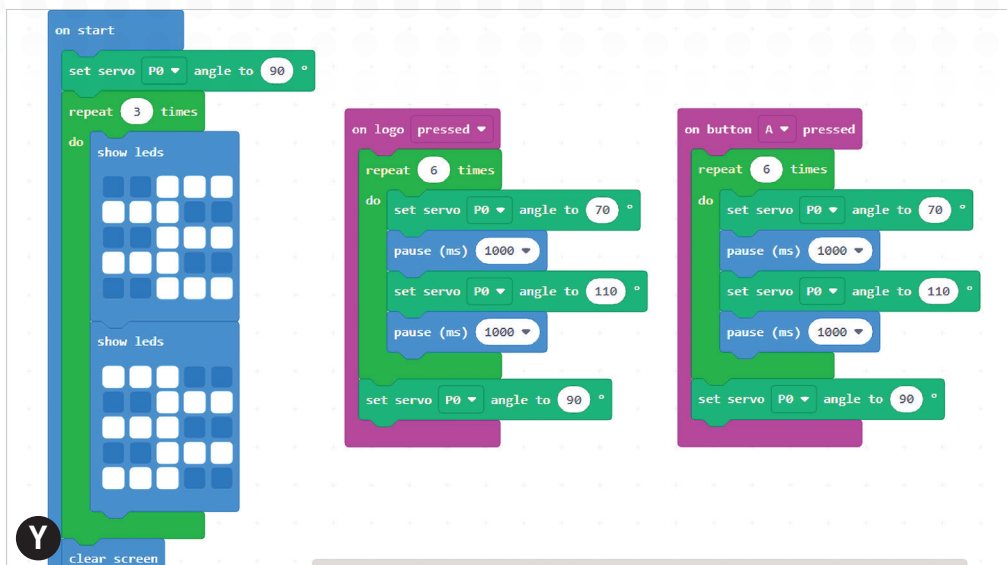 on start
set servo P0 angle to 90 °
repeat 3 times
do
show leds
show leds
clear screen
on logo pressed
repeat 6 times
do
set servo P0 angle to 70 °
pause (ms) 1000
set servo P0 angle to 110 °
pause (ms) 1000
set servo P0 angle to 90 °
on button A pressed
repeat 6 times
do
set servo P0 angle to 70 °
pause (ms) 1000
set servo P0 angle to 110 °
pause (ms) 1000
set servo P0 angle to 90 °
Y